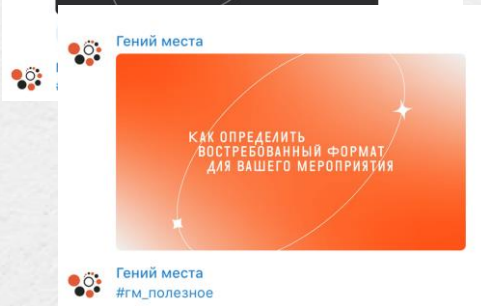 Гений места
КАК ОПРЕДЕЛИТЬ
ВОСТРЕБОВАННЫЙ ФОРМАТ
ДЛЯ ВАШЕГО МЕРОПРИЯТИЯ
Гений места
#гм_полезное